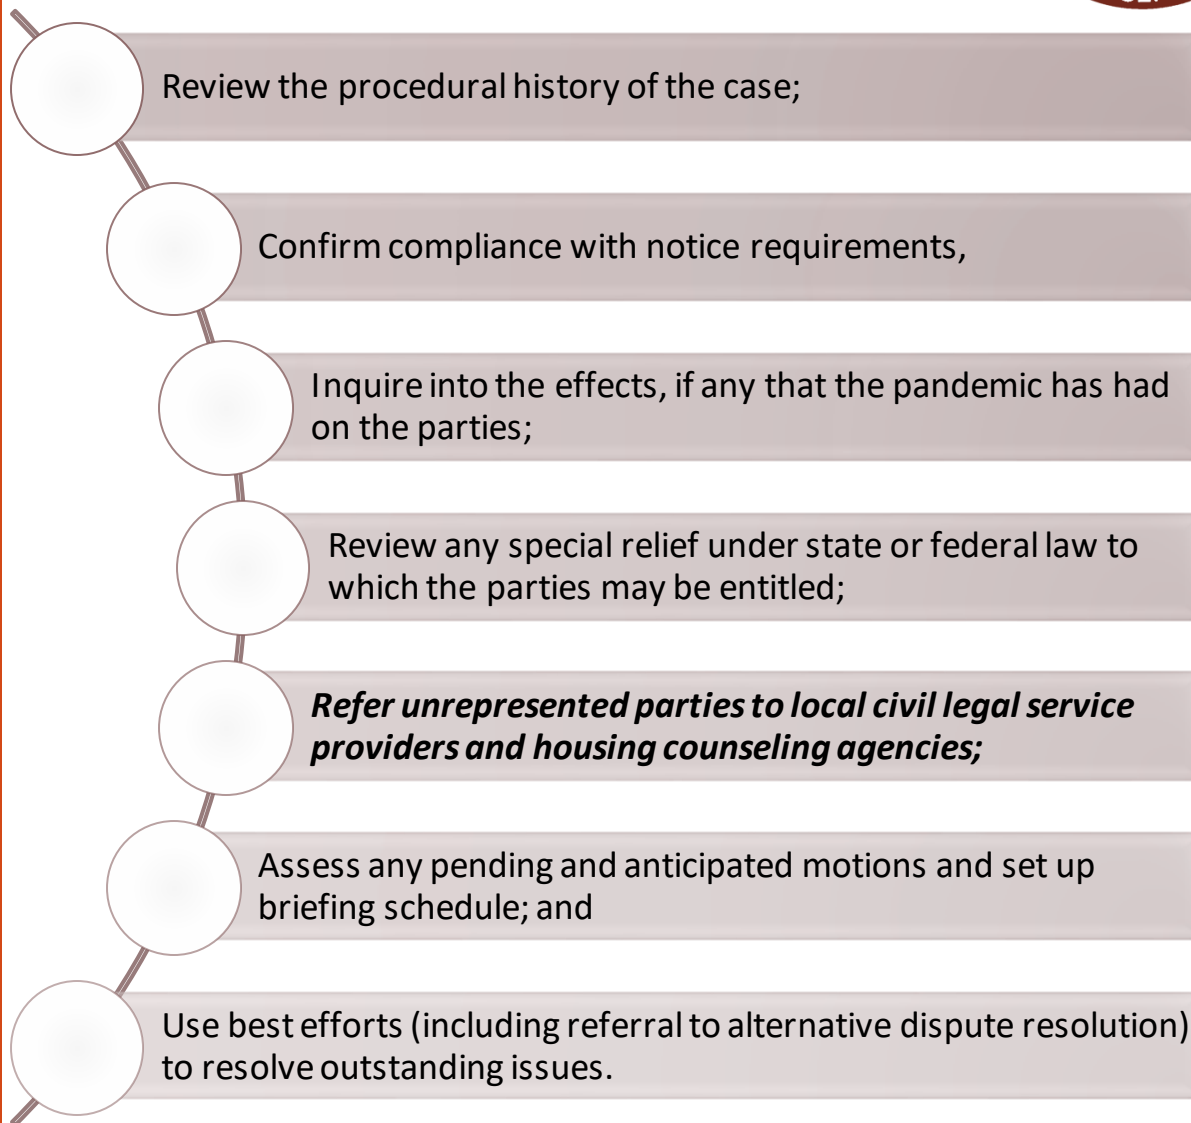 Review the procedural history of the case;
Confirm compliance with notice requirements,
Inquire into the effects, if any that the pandemic has had
on the parties;
Review any special relief under state or federal law to
which the parties may be entitled;
Refer unrepresented parties to local civil legal service
providers and housing counseling agencies;
Assess any pending and anticipated motions and set up
briefing schedule; and
Use best efforts (including referral to alternative dispute resolution)
to resolve outstanding issues.